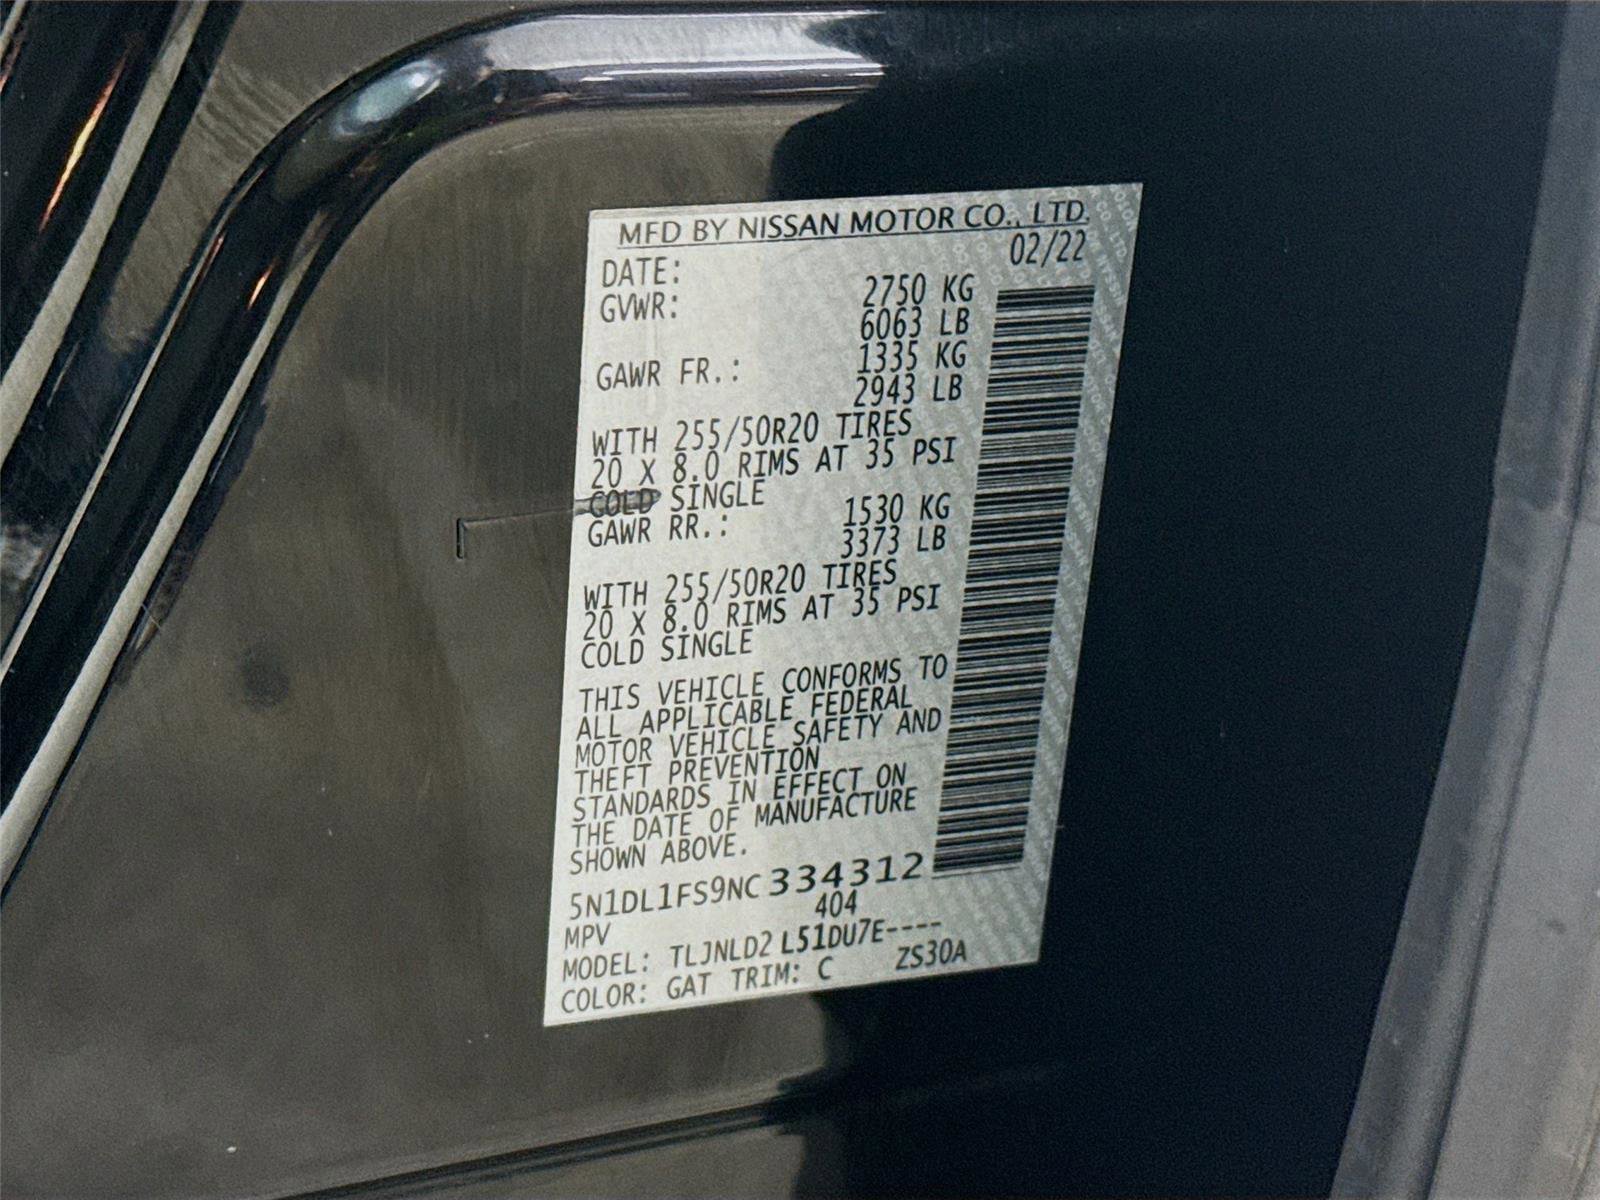 MFD BY NISSAN MOTOR CO., LTD.
DATE: 02/22
GVWR: 2750 KG
6063 LB
GAWR FR.: 1335 KG
2943 LB
WITH 255/50R20 TIRES
20 X 8.0 RIMS AT 35 PSI
COLD SINGLE
GAWR RR.: 1530 KG
3373 LB
WITH 255/50R20 TIRES
20 X 8.0 RIMS AT 35 PSI
COLD SINGLE
THIS VEHICLE CONFORMS TO
ALL APPLICABLE FEDERAL
MOTOR VEHICLE SAFETY AND
THEFT PREVENTION
STANDARDS IN EFFECT ON
THE DATE OF MANUFACTURE
SHOWN ABOVE.
5N1DL1FS9NC334312
404
MPV
MODEL: TLJNLD2 L51DU7E----
COLOR: GAT TRIM: C ZS30A